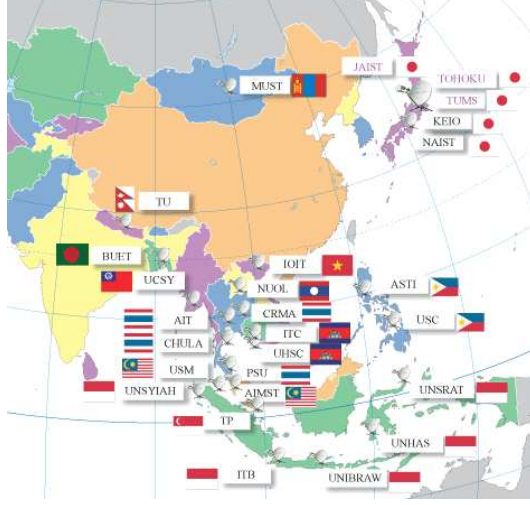 JAIST
TOHOKU
MUST
TUMS
KEIO
NAIST
TU
BUET
IOIT
UCSY
NUOL
ASTI
AIT
CRMA
USC
CHULA
ITC
UHSC
USM
PSU
UNSYIAH
AIMST
UNSRAT
TP
UNHAS
ITB
UNIBRAW